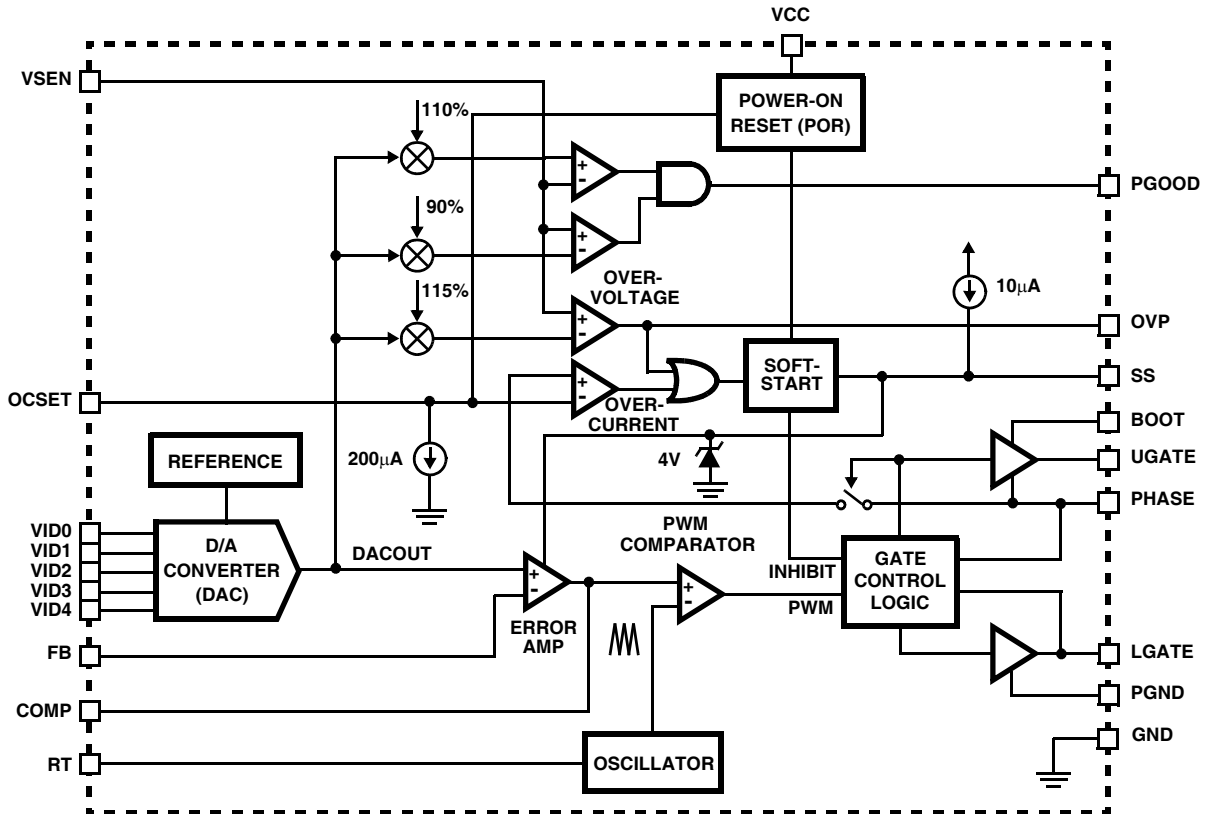 VCC
VSEN
POWER-ON
RESET (POR)
110%
PGOOD
90%
OVER-
VOLTAGE
115%
10µA
OVP
SOFT-
START
SS
OCSET
OVER-
CURRENT
BOOT
REFERENCE
200µA
4V
UGATE
PHASE
VID0
VID1
VID2
VID3
VID4
D/A
CONVERTER
(DAC)
DACOUT
PWM
COMPARATOR
INHIBIT
PWM
GATE
CONTROL
LOGIC
+
-
+
-
+
-
+
-
+
-
+
-
ERROR
AMP
FB
LGATE
COMP
PGND
GND
RT
OSCILLATOR